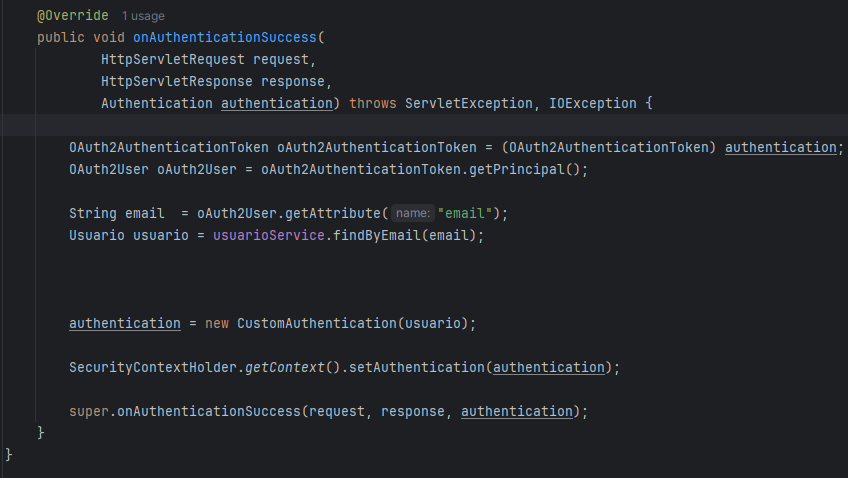 @Override 1 usage
public void onAuthenticationSuccess(
HttpServletRequest request,
HttpServletResponse response,
Authentication authentication) throws ServletException, IOException {
OAuth2AuthenticationToken oAuth2AuthenticationToken = (OAuth2AuthenticationToken) authentication;
OAuth2User oAuth2User = oAuth2AuthenticationToken.getPrincipal();
String email  = oAuth2User.getAttribute( name: "email");
Usuario usuario = usuarioService.findByEmail(email);
authentication = new CustomAuthentication(usuario);
SecurityContextHolder.getContext().setAuthentication(authentication);
super.onAuthenticationSuccess(request, response, authentication);
}
}